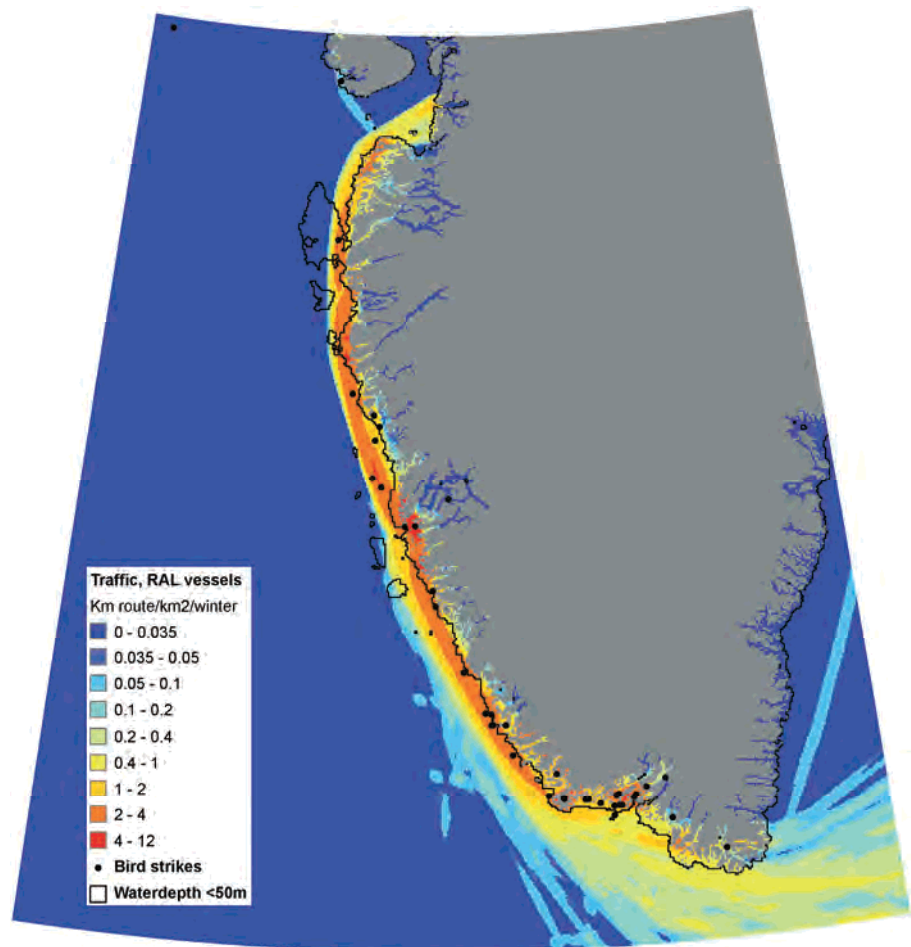 Traffic, RAL vessels
Km route/km2/winter
0 - 0.035
0.035 - 0.05
0.05 - 0.1
0.1 - 0.2
0.2 - 0.4
0.4 - 1
1 - 2
2 - 4
4 - 12
Bird strikes
Waterdepth <50m